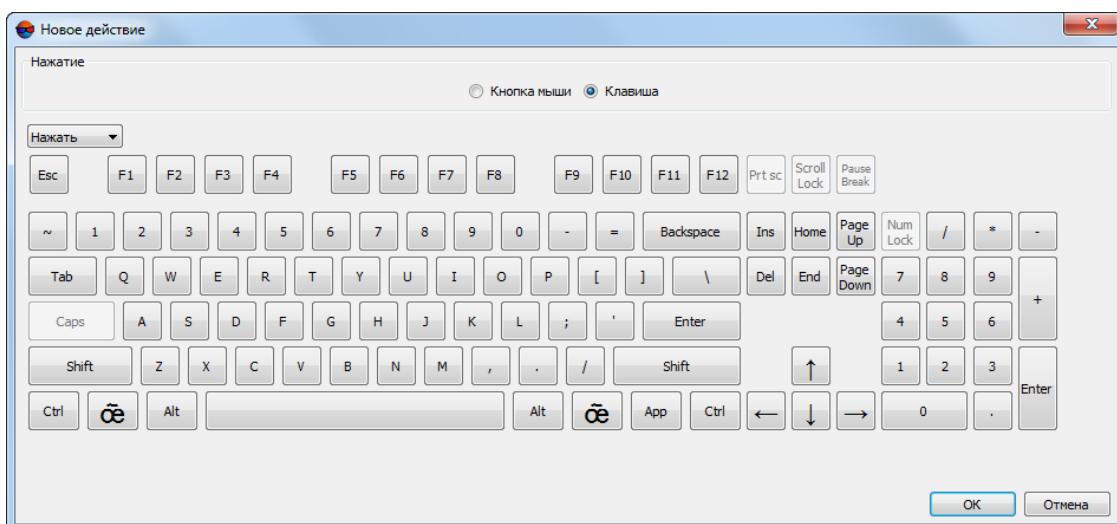 Новое действие
Нажатие
Кнопка мыши Клавиша
Нажать
Esc F1 F2 F3 F4 F5 F6 F7 F8 F9 F10 F11 F12 Prt sc Scroll Lock Pause Break
~ 1 2 3 4 5 6 7 8 9 0 - = Backspace Ins Home Page Up Num Lock / * -
Tab Q W E R T Y U I O P [ ] \ Del End Page Down 7 8 9 +
Caps A S D F G H J K L ; ' Enter 4 5 6
Shift Z X C V B N M , . / Shift ↑ 1 2 3 Enter
Ctrl œ̃ Alt Alt œ̃ App Ctrl ← ↓ → 0 .
OK Отмена